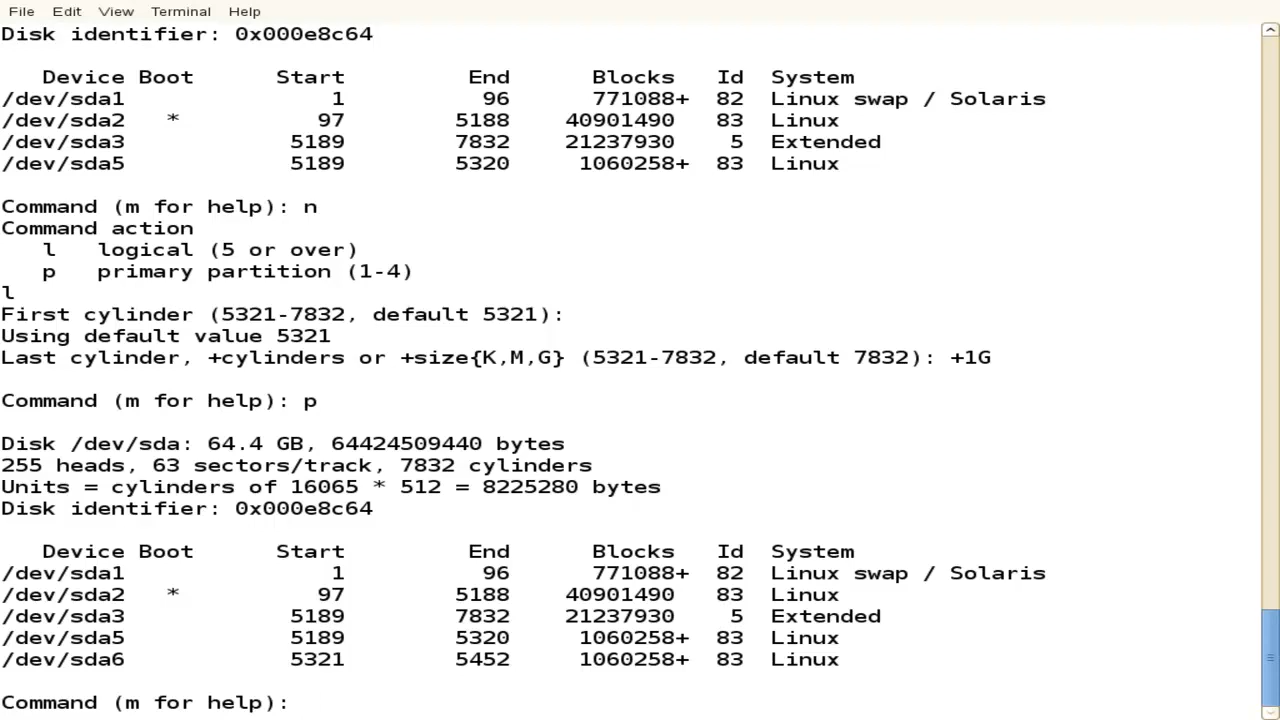 File Edit View Terminal Help
Disk identifier: 0x000e8c64
Device Boot Start End Blocks Id System
/dev/sda1 1 96 771088+ 82 Linux swap / Solaris
/dev/sda2 * 97 5188 40901490 83 Linux
/dev/sda3 5189 7832 21237930 5 Extended
/dev/sda5 5189 5320 1060258+ 83 Linux
Command (m for help): n
Command action
l logical (5 or over)
p primary partition (1-4)
l
First cylinder (5321-7832, default 5321):
Using default value 5321
Last cylinder, +cylinders or +size{K,M,G} (5321-7832, default 7832): +1G
Command (m for help): p
Disk /dev/sda: 64.4 GB, 64424509440 bytes
255 heads, 63 sectors/track, 7832 cylinders
Units = cylinders of 16065 * 512 = 8225280 bytes
Disk identifier: 0x000e8c64
Device Boot Start End Blocks Id System
/dev/sda1 1 96 771088+ 82 Linux swap / Solaris
/dev/sda2 * 97 5188 40901490 83 Linux
/dev/sda3 5189 7832 21237930 5 Extended
/dev/sda5 5189 5320 1060258+ 83 Linux
/dev/sda6 5321 5452 1060258+ 83 Linux
Command (m for help):